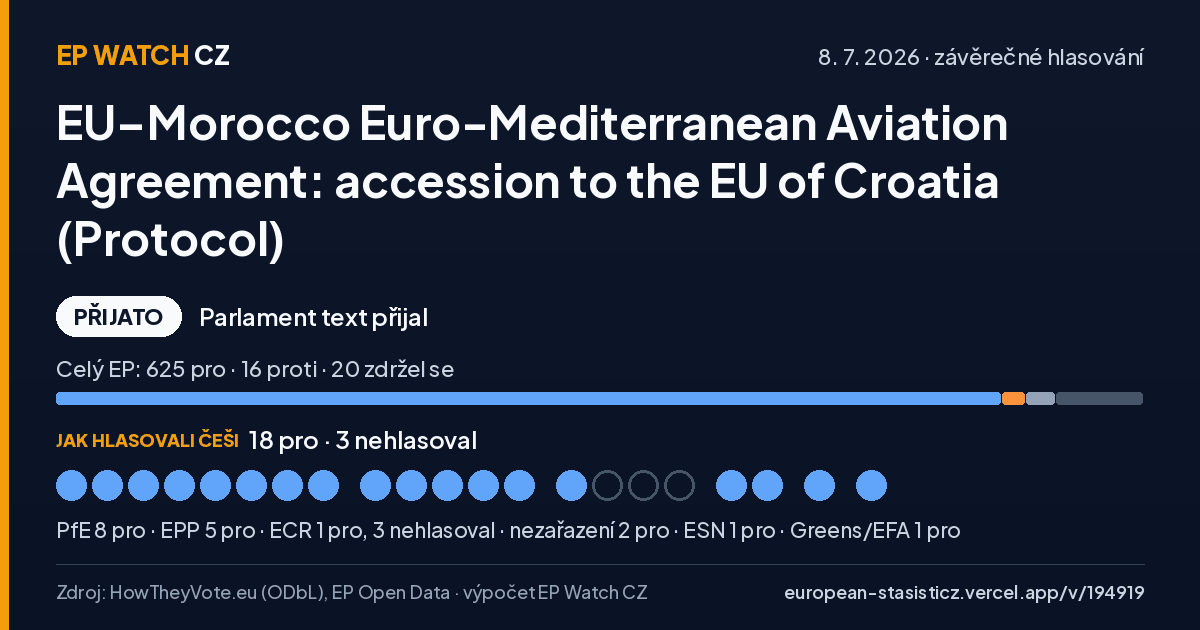 EP WATCH CZ
8. 7. 2026 · závěrečné hlasování
EU–Morocco Euro-Mediterranean Aviation
Agreement: accession to the EU of Croatia
(Protocol)
PŘIJATO Parlament text přijal
Celý EP: 625 pro · 16 proti · 20 zdržel se
JAK HLASOVALI ČEŠI 18 pro · 3 nehlasoval
PfE 8 pro · EPP 5 pro · ECR 1 pro, 3 nehlasoval · nezařazení 2 pro · ESN 1 pro · Greens/EFA 1 pro
Zdroj: HowTheyVote.eu (ODbL), EP Open Data · výpočet EP Watch CZ
european-stasisticz.vercel.app/v/194919